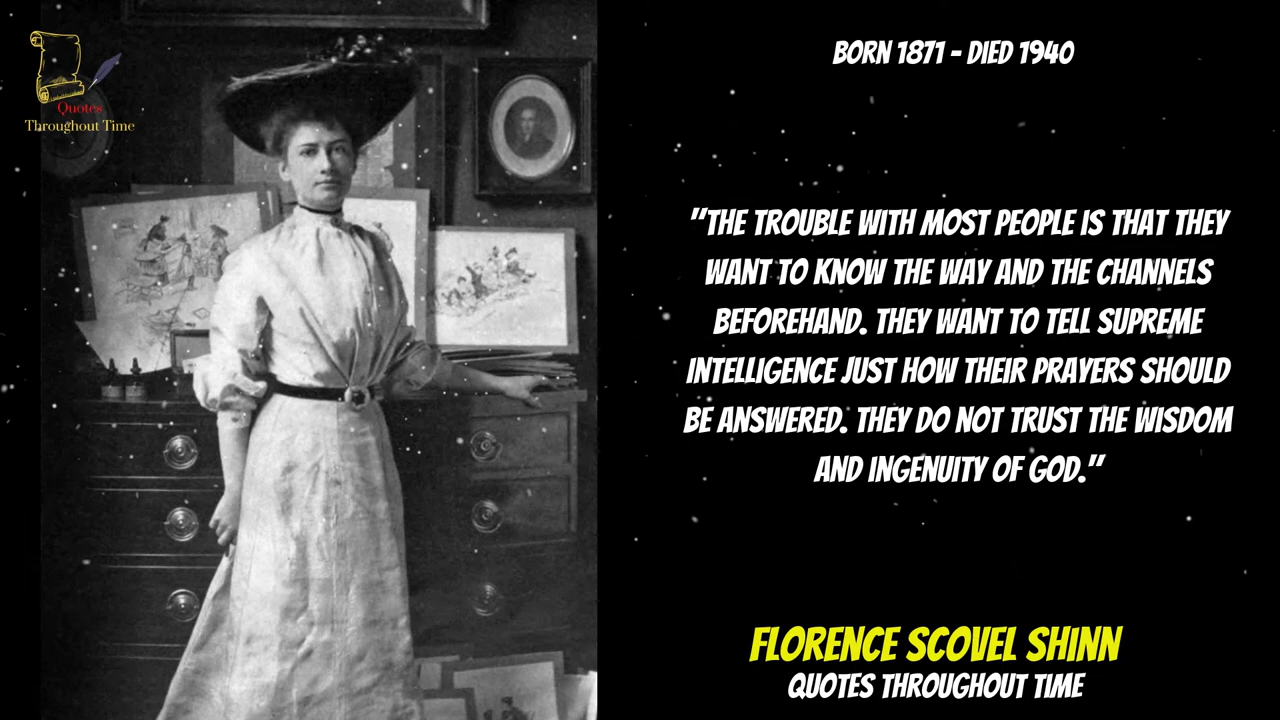 Quotes
Throughout Time
BORN 1871 - DIED 1940
"THE TROUBLE WITH MOST PEOPLE IS THAT THEY
WANT TO KNOW THE WAY AND THE CHANNELS
BEFOREHAND. THEY WANT TO TELL SUPREME
INTELLIGENCE JUST HOW THEIR PRAYERS SHOULD
BE ANSWERED. THEY DO NOT TRUST THE WISDOM
AND INGENUITY OF GOD."
FLORENCE SCOVEL SHINN
QUOTES THROUGHOUT TIME